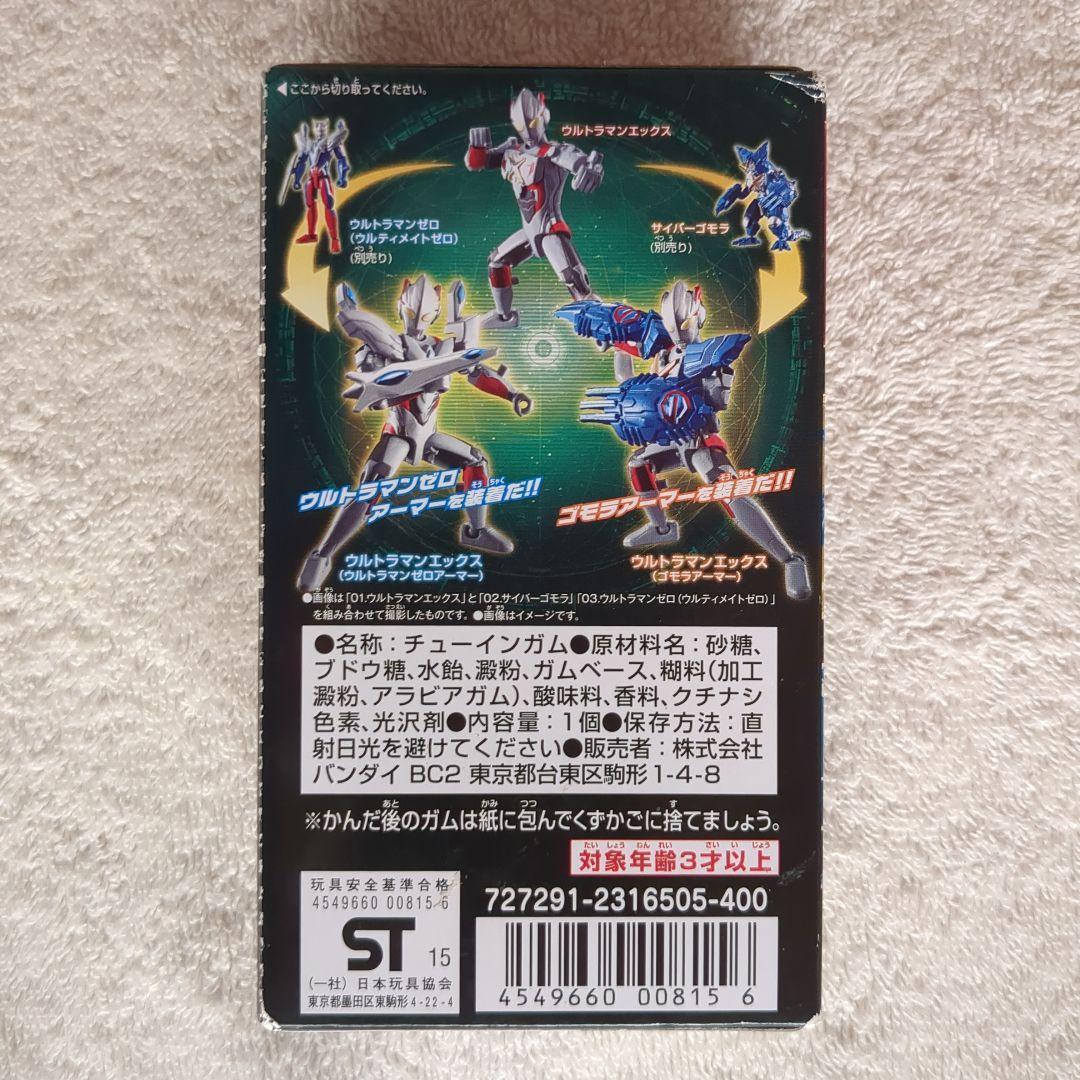 ◀ここから切り取ってください。
ウルトラマンエックス
ウルトラマンゼロ
(ウルティメイトゼロ)
(別売り)
サイバーゴモラ
(別売り)
ウルトラマンゼロ
アーマーを装着だ!!
ゴモラアーマーを装着だ!!
ウルトラマンエックス
(ウルトラマンゼロアーマー)
ウルトラマンエックス
(ゴモラアーマー)
●画像は「01.ウルトラマンエックス」と「02.サイバーゴモラ」「03.ウルトラマンゼロ(ウルティメイトゼロ)」
を組み合わせて撮影したものです。●画像はイメージです。
●名称:チューインガム●原材料名:砂糖、
ブドウ糖、水飴、澱粉、ガムベース、糊料(加工
澱粉、アラビアガム)、酸味料、香料、クチナシ
色素、光沢剤●内容量:1個●保存方法:直
射日光を避けてください●販売者:株式会社
バンダイ BC2 東京都台東区駒形1-4-8
※かんだ後のガムは紙に包んでくずかごに捨てましょう。
対象年齢3才以上
玩具安全基準合格
4549660 00815 6
ST 15
(一社)日本玩具協会
東京都墨田区東駒形4-22-4
727291-2316505-400
4549660 00815 6